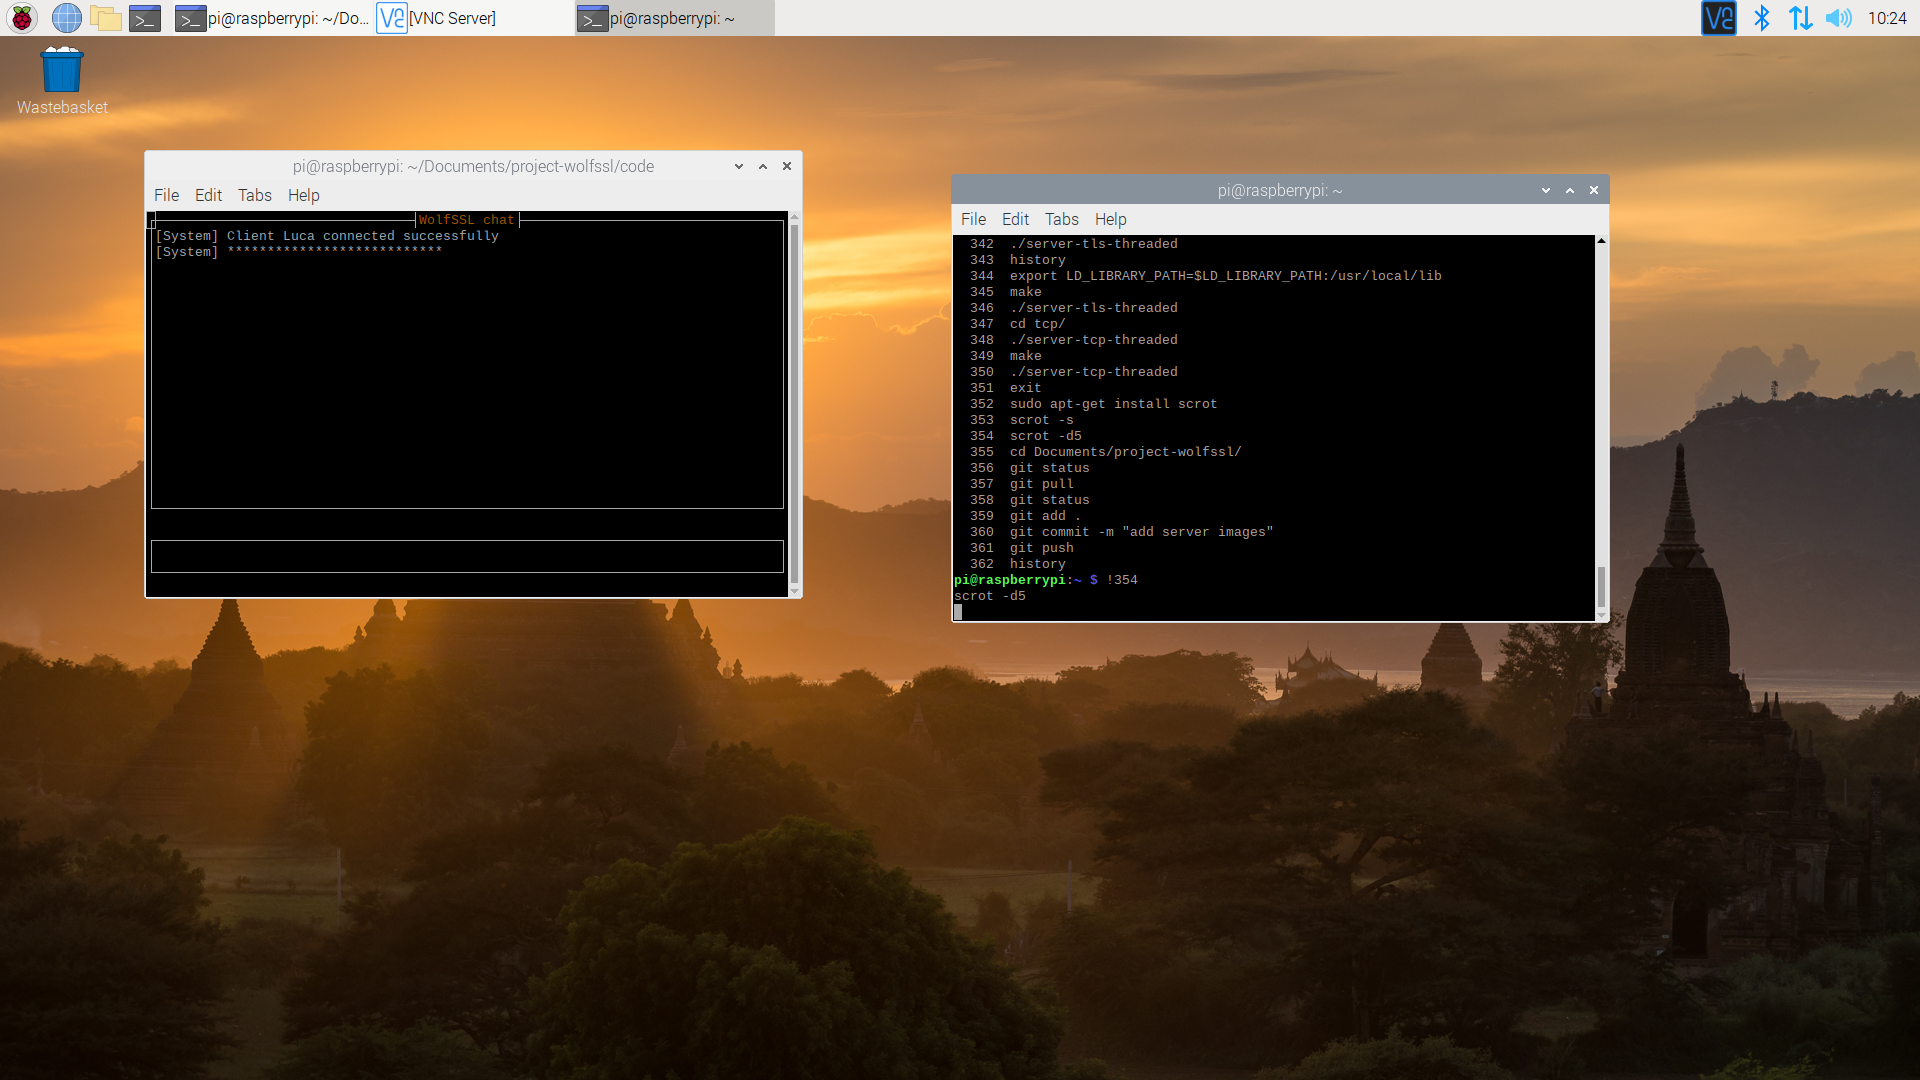 pi@raspberrypi: ~/Do...
[VNC Server]
pi@raspberrypi: ~
10:24
Wastebasket
pi@raspberrypi: ~/Documents/project-wolfssl/code
File Edit Tabs Help
WolfSSL chat
[System] Client Luca connected successfully
[System] ***************************
pi@raspberrypi: ~
File Edit Tabs Help
342 ./server-tls-threaded
343 history
344 export LD_LIBRARY_PATH=$LD_LIBRARY_PATH:/usr/local/lib
345 make
346 ./server-tls-threaded
347 cd tcp/
348 ./server-tcp-threaded
349 make
350 ./server-tcp-threaded
351 exit
352 sudo apt-get install scrot
353 scrot -s
354 scrot -d5
355 cd Documents/project-wolfssl/
356 git status
357 git pull
358 git status
359 git add .
360 git commit -m "add server images"
361 git push
362 history
pi@raspberrypi:~ $ !354
scrot -d5